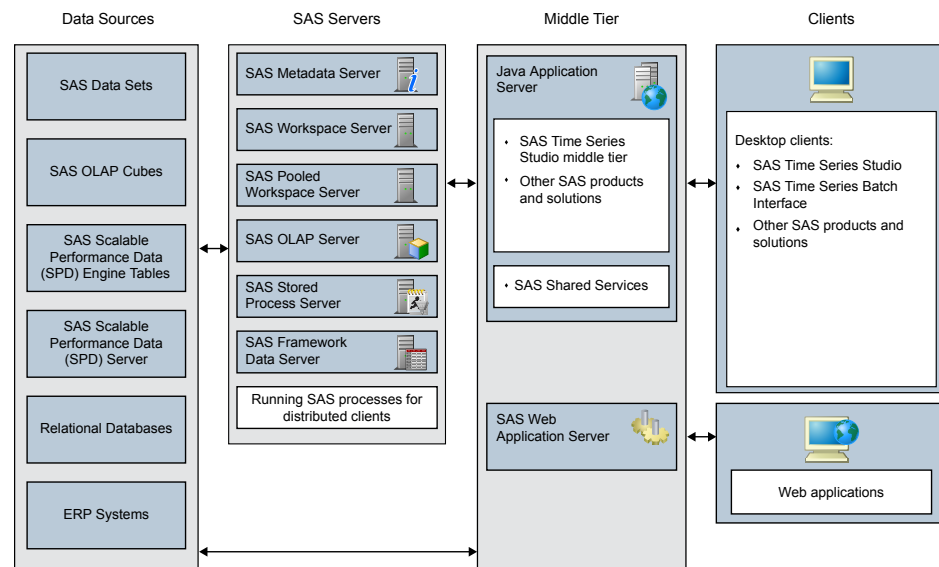 Data Sources
SAS Servers
Middle Tier
Clients
SAS Data Sets
SAS OLAP Cubes
SAS Scalable
Performance Data
(SPD) Engine Tables
SAS Scalable
Performance Data
(SPD) Server
Relational Databases
ERP Systems
SAS Metadata Server
SAS Workspace Server
SAS Pooled
Workspace Server
SAS OLAP Server
SAS Stored
Process Server
SAS Framework
Data Server
Running SAS processes for
distributed clients
Java Application
Server
• SAS Time Series
Studio middle tier
• Other SAS products
and solutions
• SAS Shared Services
SAS Web
Application Server
Desktop clients:
• SAS Time Series Studio
• SAS Time Series Batch
Interface
• Other SAS products and
solutions
Web applications